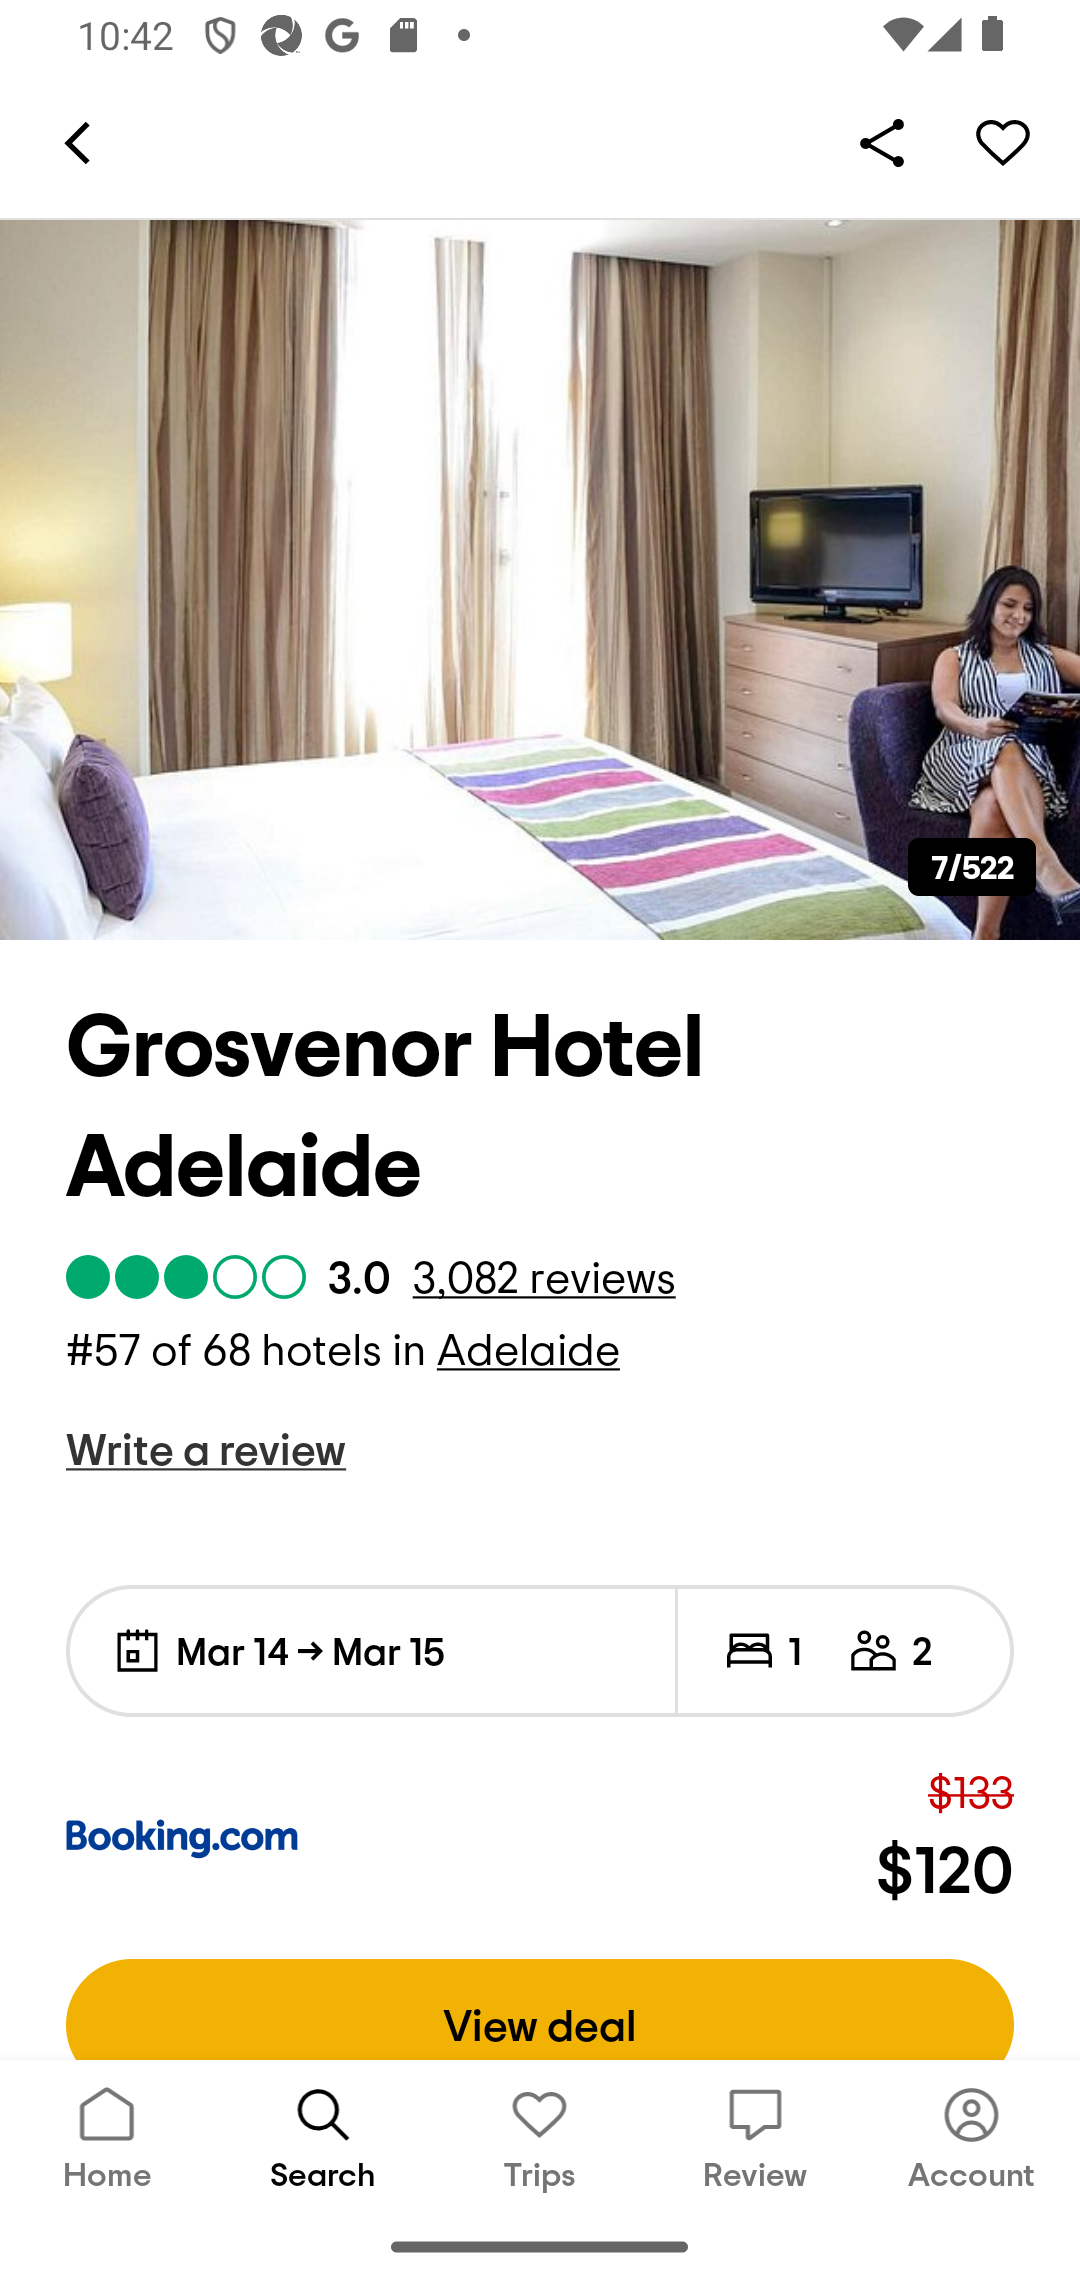 10:42
7/522
Grosvenor Hotel
Adelaide
3.0 3,082 reviews
#57 of 68 hotels in Adelaide
Write a review
Mar 14 → Mar 15 1 2
$133
Booking.com
$120
View deal
Home Search Trips Review Account